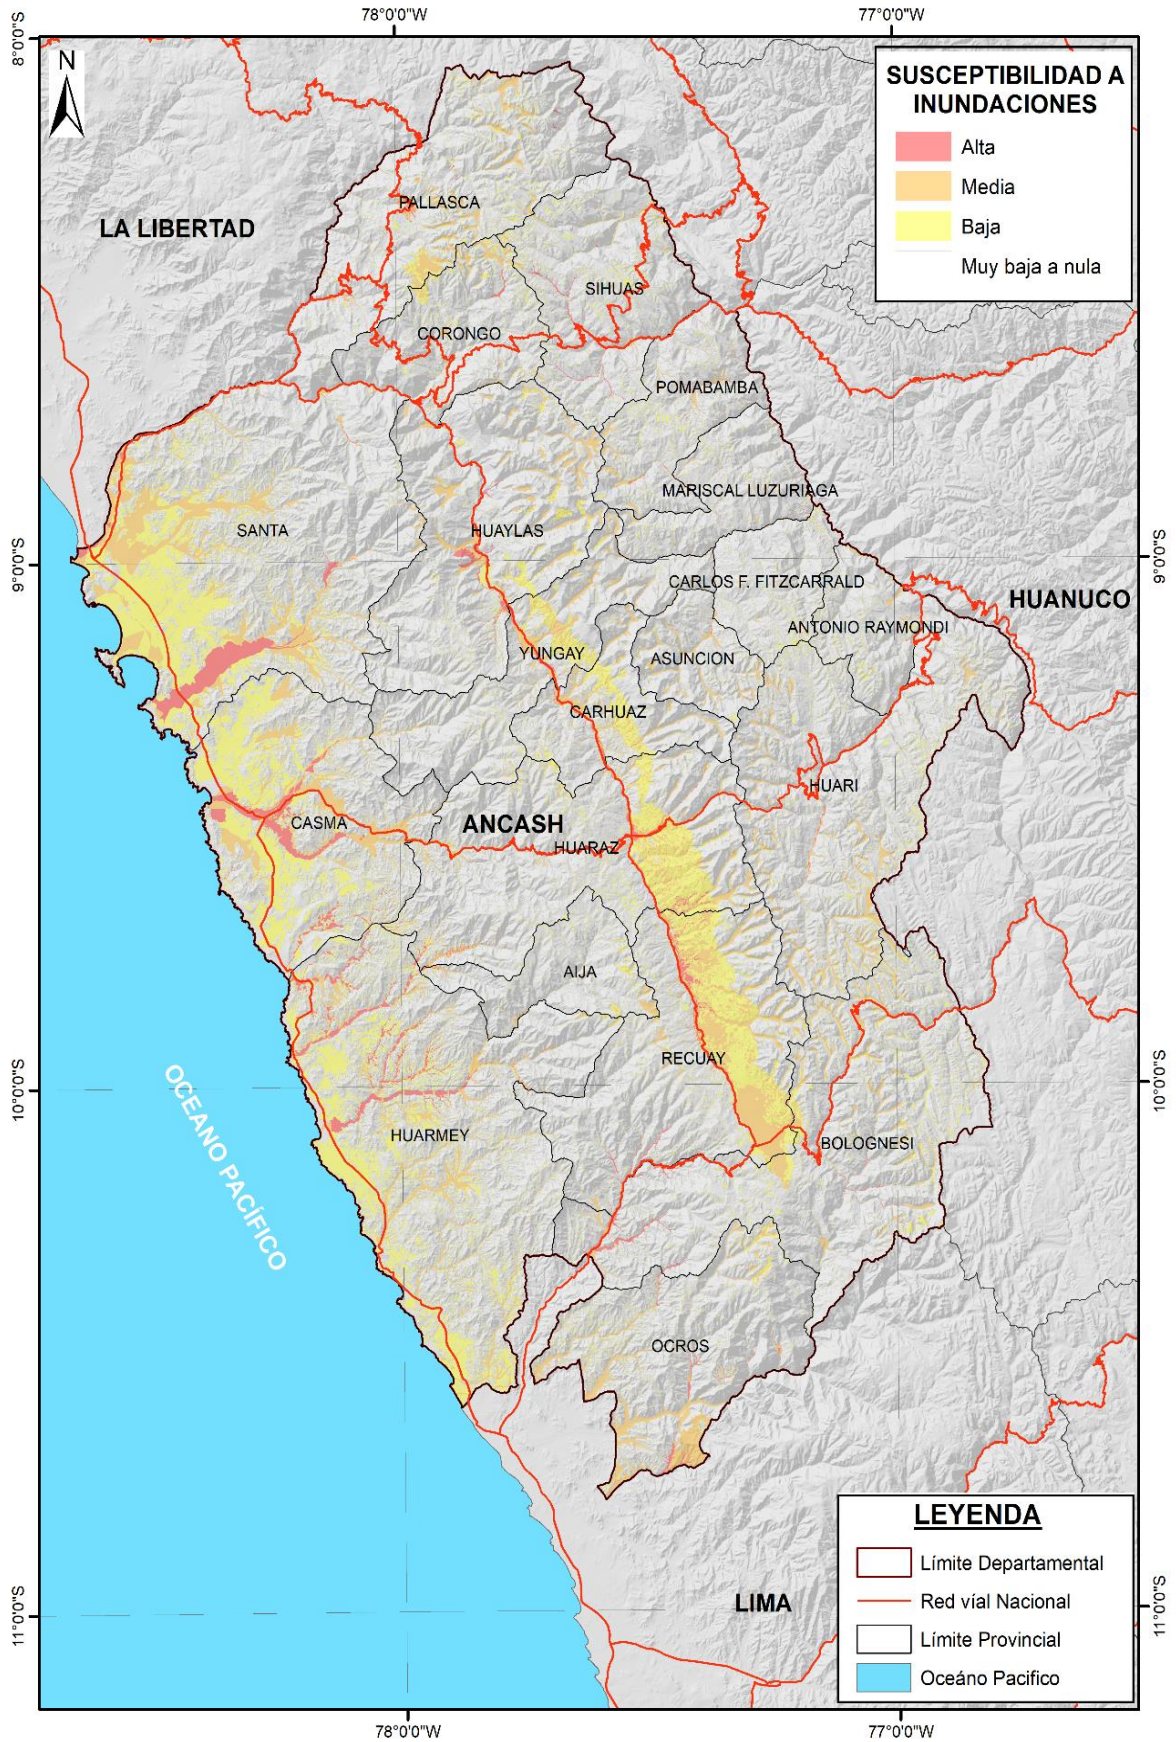 78°0'0"W
77°0'0"W
8°0'0"S
N
SUSCEPTIBILIDAD A
INUNDACIONES
Alta
Media
Baja
Muy baja a nula
PALLASCA
LA LIBERTAD
SIHUAS
CORONGO
POMABAMBA
MARISCAL LUZURIAGA
SANTA
HUAYLAS
9°0'0"S
9°0'0"S
CARLOS F. FITZCARRALD
HUANUCO
ANTONIO RAYMONDI
YUNGAY
ASUNCION
CARHUAZ
HUARI
CASMA
ANCASH
HUARAZ
AIJA
RECUAY
OCEANO PACÍFICO
10°0'0"S
10°0'0"S
HUARMEY
BOLOGNESI
OCROS
LEYENDA
Límite Departamental
Red víal Nacional
Límite Provincial
Oceáno Pacifico
LIMA
11°0'0"S
11°0'0"S
78°0'0"W
77°0'0"W